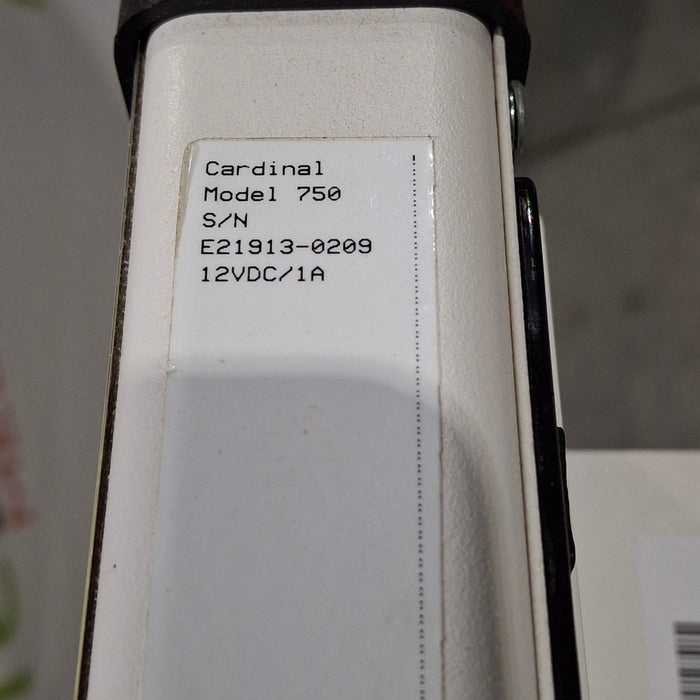 Cardinal
Model 750
S/N
E21913-0209
12VDC/1A